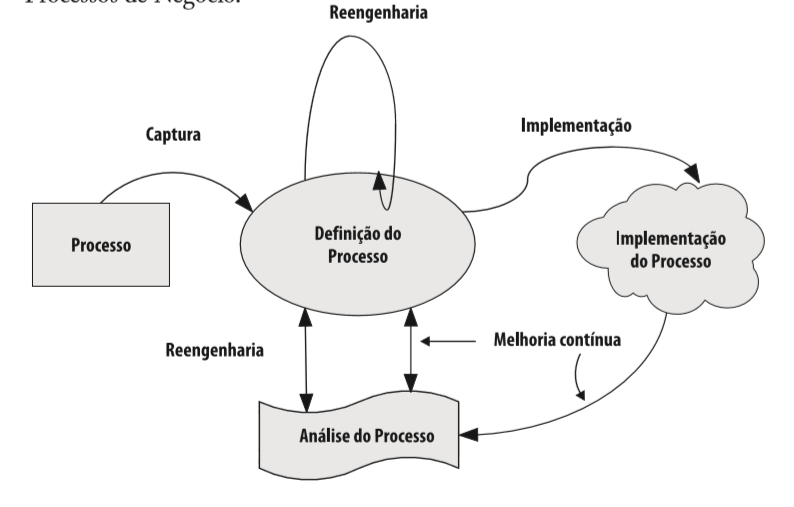 Processos de Negócio.
Reengenharia
Captura
Implementação
Processo
Definição do
Processo
Implementação
do Processo
Reengenharia
Melhoria contínua
Análise do Processo